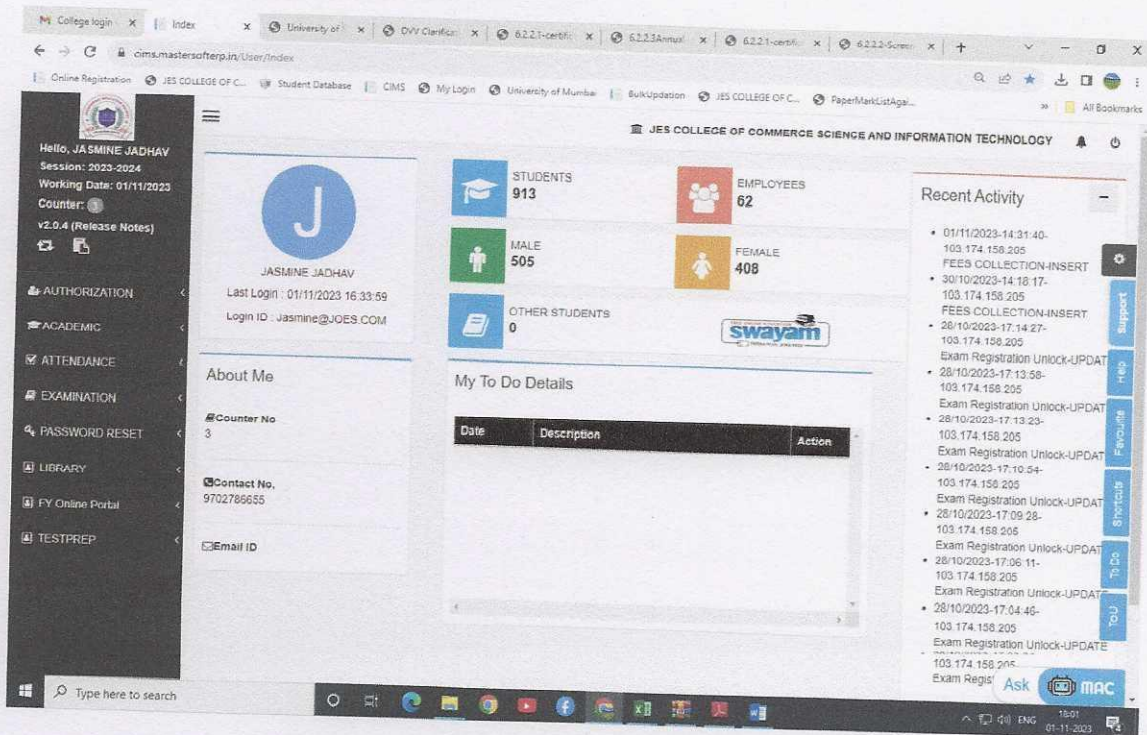 College login
Index
University of
DVV Clarifica
6.2.2.1-certific
6.2.2.3Annual
6.2.2.1-certific
6.2.2.2-Screen
cims.mastersofterp.in/User/Index
Online Registration
JES COLLEGE OF C...
Student Database
CIMS
My Login
University of Mumbai
BulkUpdation
JES COLLEGE OF C...
PaperMarkListAgai...
All Bookmarks
JES COLLEGE OF COMMERCE SCIENCE AND INFORMATION TECHNOLOGY
Hello, JASMINE JADHAV
Session: 2023-2024
Working Date: 01/11/2023
Counter: 3
v2.0.4 (Release Notes)
AUTHORIZATION
ACADEMIC
ATTENDANCE
EXAMINATION
PASSWORD RESET
LIBRARY
FY Online Portal
TESTPREP
J
JASMINE JADHAV
Last Login : 01/11/2023 16:33:59
Login ID : Jasmine@JOES.COM
About Me
Counter No
3
Contact No.
9702786655
Email ID
STUDENTS
913
EMPLOYEES
62
MALE
505
FEMALE
408
OTHER STUDENTS
0
swayam
My To Do Details
Date Description Action
Recent Activity
01/11/2023-14:31:40-
103.174.158.205
FEES COLLECTION-INSERT
30/10/2023-14:18:17-
103.174.158.205
FEES COLLECTION-INSERT
28/10/2023-17:14:27-
103.174.158.205
Exam Registration Unlock-UPDAT
28/10/2023-17:13:58-
103.174.158.205
Exam Registration Unlock-UPDAT
28/10/2023-17:13:23-
103.174.158.205
Exam Registration Unlock-UPDAT
28/10/2023-17:10:54-
103.174.158.205
Exam Registration Unlock-UPDAT
28/10/2023-17:09:28-
103.174.158.205
Exam Registration Unlock-UPDAT
28/10/2023-17:06:11-
103.174.158.205
Exam Registration Unlock-UPDATE
28/10/2023-17:04:46-
103.174.158.205
Exam Registration Unlock-UPDATE
103.174.158.205-
Exam Regis
Support
Help
Favourite
Shortcuts
To Do
ToU
Ask MAC
Type here to search
ENG
18:01
01-11-2023